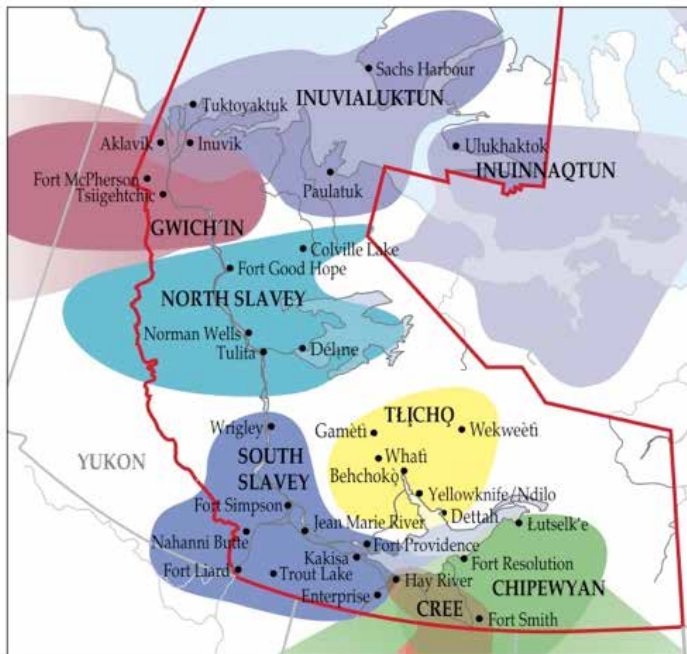 Sachs Harbour
INUVIALUKTUN
Tuktoyaktuk
Aklavik
Inuvik
Ulukhaktok
INUINNAQTUN
Fort McPherson
Tsiigehtchic
Paulatuk
GWICH´IN
Colville Lake
Fort Good Hope
NORTH SLAVEY
Norman Wells
Tulita
Délįne
TŁĮCHǪ
Wrigley
Gamètì
Wekweètì
YUKON
SOUTH
SLAVEY
Whatì
Behchokǫ̀
Fort Simpson
Yellowknife/Ndilo
Dettah
Łutselk'e
Nahanni Butte
Jean Marie River
Fort Providence
Kakisa
Fort Resolution
Fort Liard
Trout Lake
Hay River
CHIPEWYAN
Enterprise
CREE
Fort Smith